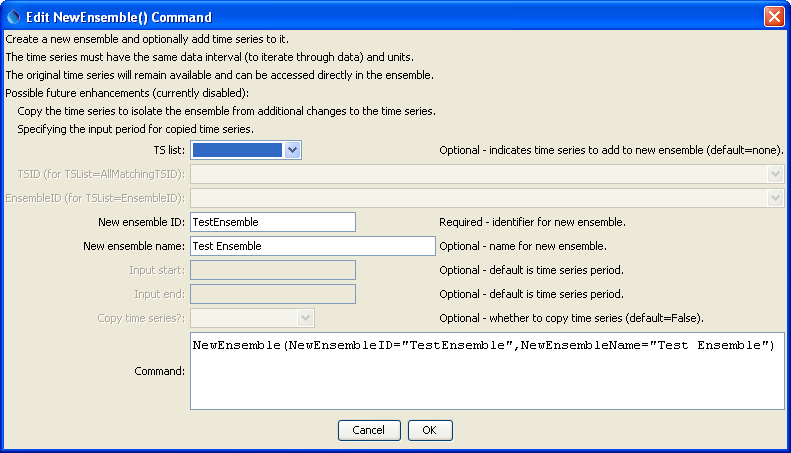 Edit NewEnsemble() Command
Create a new ensemble and optionally add time series to it.
The time series must have the same data interval (to iterate through data) and units.
The original time series will remain available and can be accessed directly in the ensemble.
Possible future enhancements (currently disabled):
Copy the time series to isolate the ensemble from additional changes to the time series.
Specifying the input period for copied time series.
TS list: Optional - indicates time series to add to new ensemble (default=none).
TSID (for TSList=AllMatchingTSID):
EnsembleID (for TSList=EnsembleID):
New ensemble ID: TestEnsemble Required - identifier for new ensemble.
New ensemble name: Test Ensemble Optional - name for new ensemble.
Input start: Optional - default is time series period.
Input end: Optional - default is time series period.
Copy time series?: Optional - whether to copy time series (default=False).
Command: NewEnsemble(NewEnsembleID="TestEnsemble",NewEnsembleName="Test Ensemble")
Cancel OK